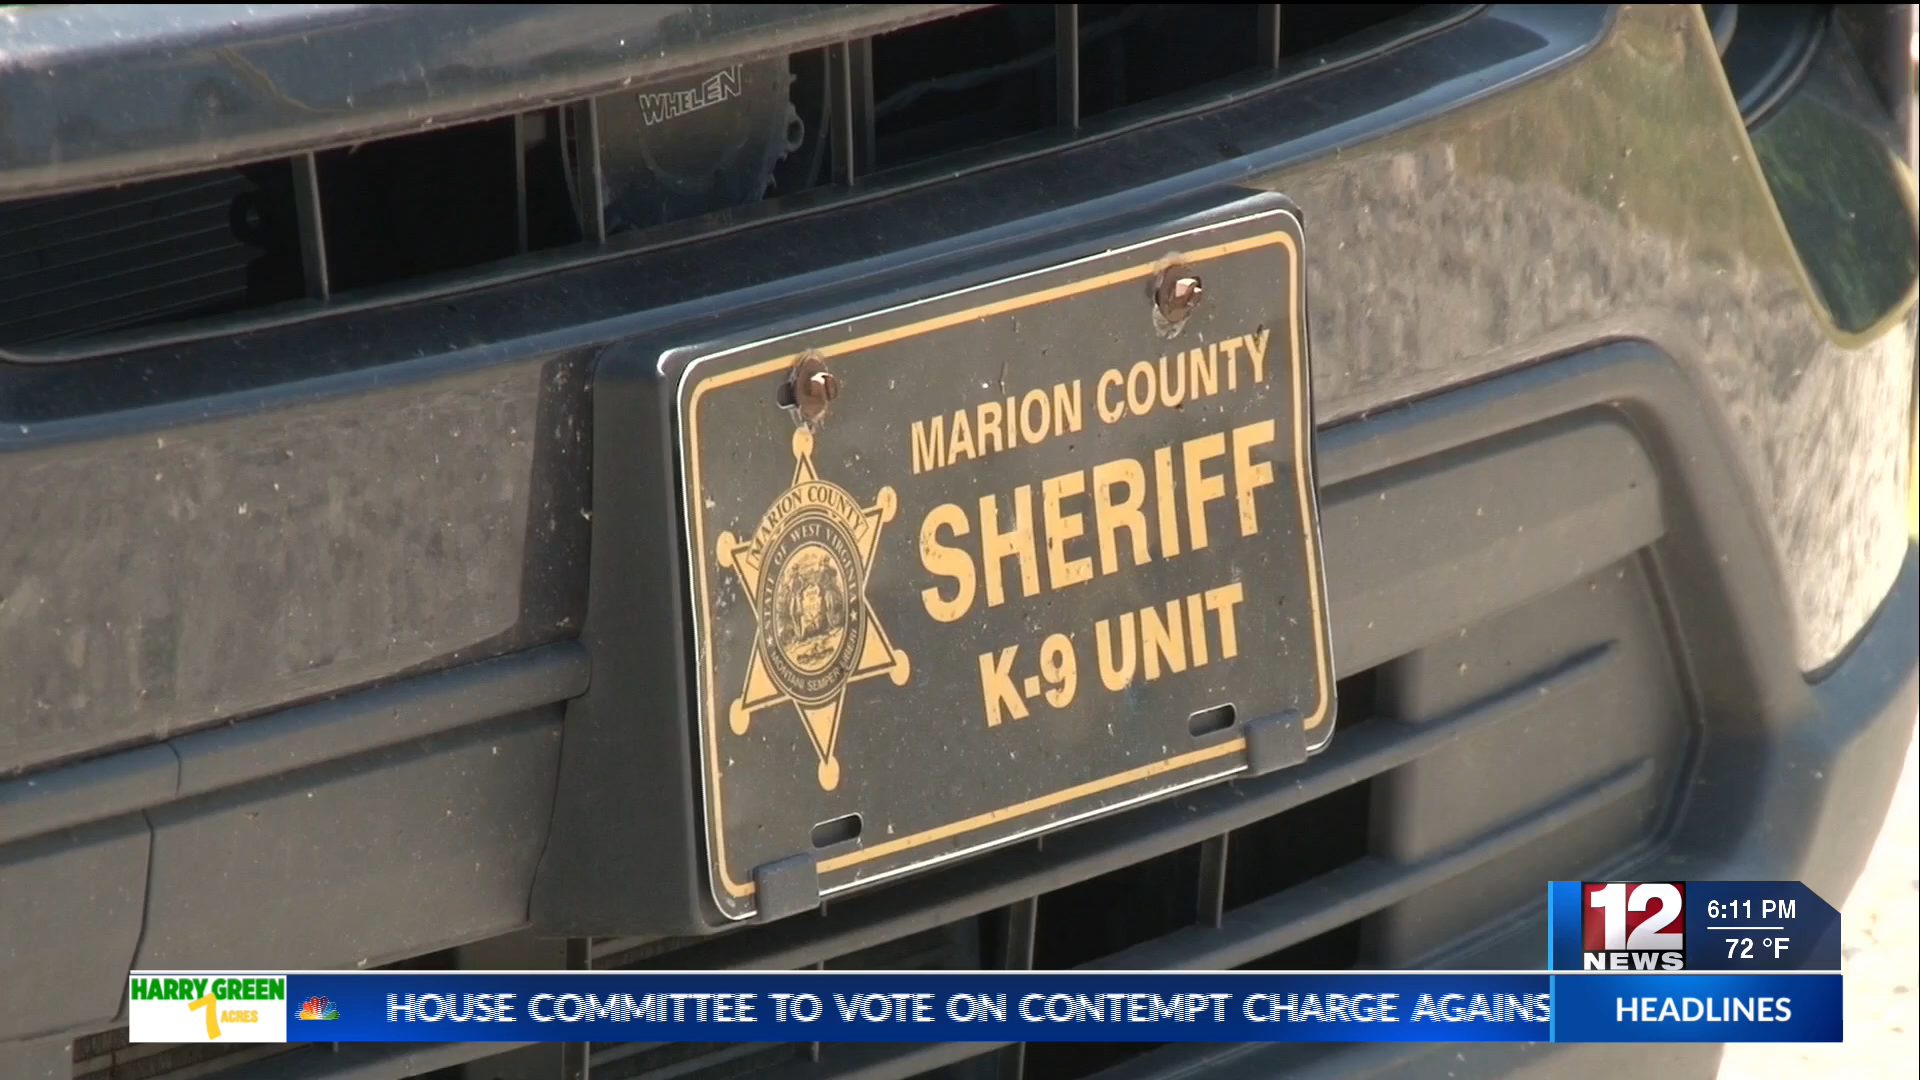 WHELEN
MARION COUNTY
SHERIFF
K-9 UNIT
MARION COUNTY
STATE OF WEST VIRGINIA
MONTANI SEMPER LIBERI
12
NEWS
6:11 PM
72 °F
HARRY GREEN
7
ACRES
HOUSE COMMITTEE TO VOTE ON CONTEMPT CHARGE AGAINS
HEADLINES